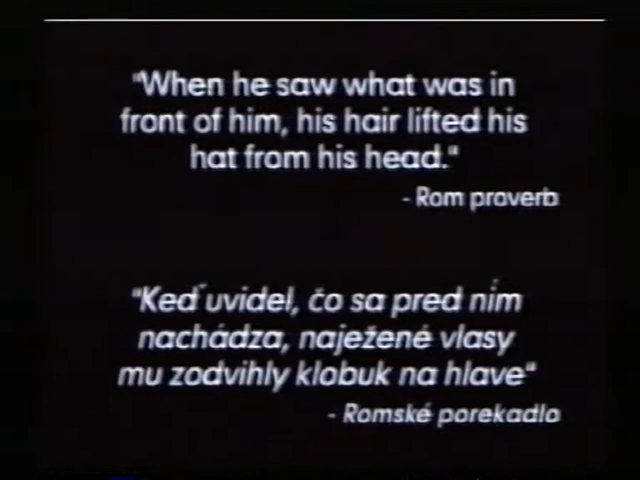 "When he saw what was in
front of him, his hair lifted his
hat from his head."
- Rom proverb
"Keď uvidel, čo sa pred ním
nachádza, naježené vlasy
mu zodvihly klobuk na hlave"
- Romské porekadlo